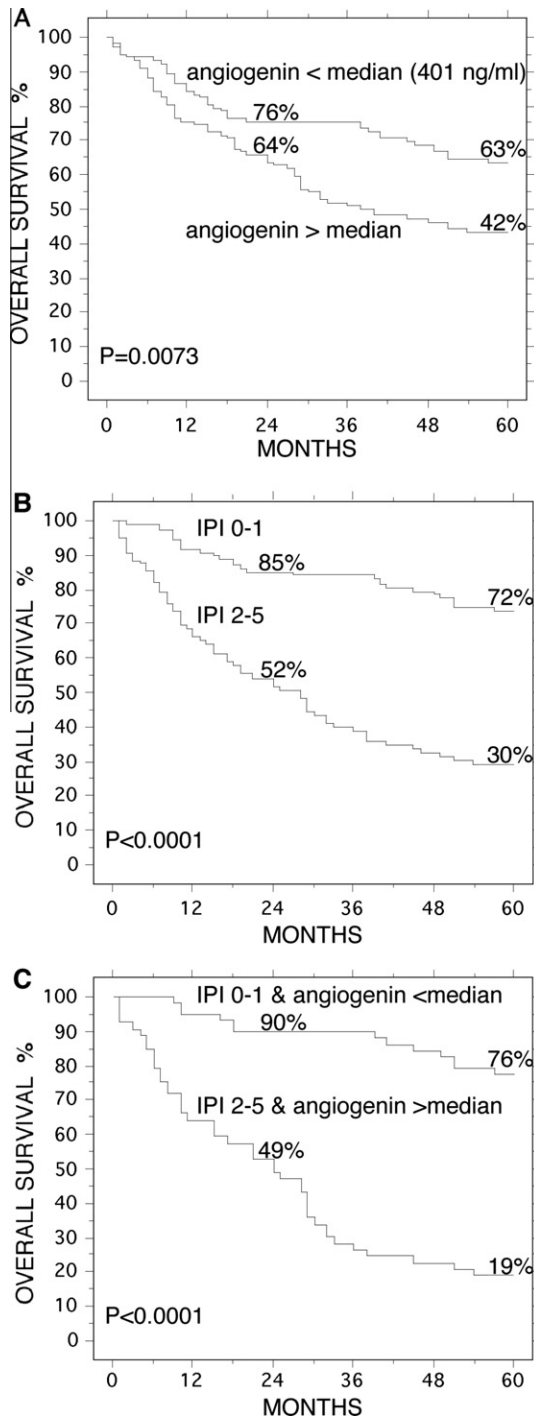 A
100
90
80
70
60
50
40
30
20
10
0
OVERALL SURVIVAL %
angiogenin < median (401 ng/ml)
76%
64%
63%
angiogenin > median
42%
P=0.0073
0 12 24 36 48 60
MONTHS
B
100
90
80
70
60
50
40
30
20
10
0
OVERALL SURVIVAL %
IPI 0-1
85%
72%
IPI 2-5
52%
30%
P<0.0001
0 12 24 36 48 60
MONTHS
C
100
90
80
70
60
50
40
30
20
10
0
OVERALL SURVIVAL %
IPI 0-1 & angiogenin <median
90%
76%
IPI 2-5 & angiogenin >median
49%
19%
P<0.0001
0 12 24 36 48 60
MONTHS